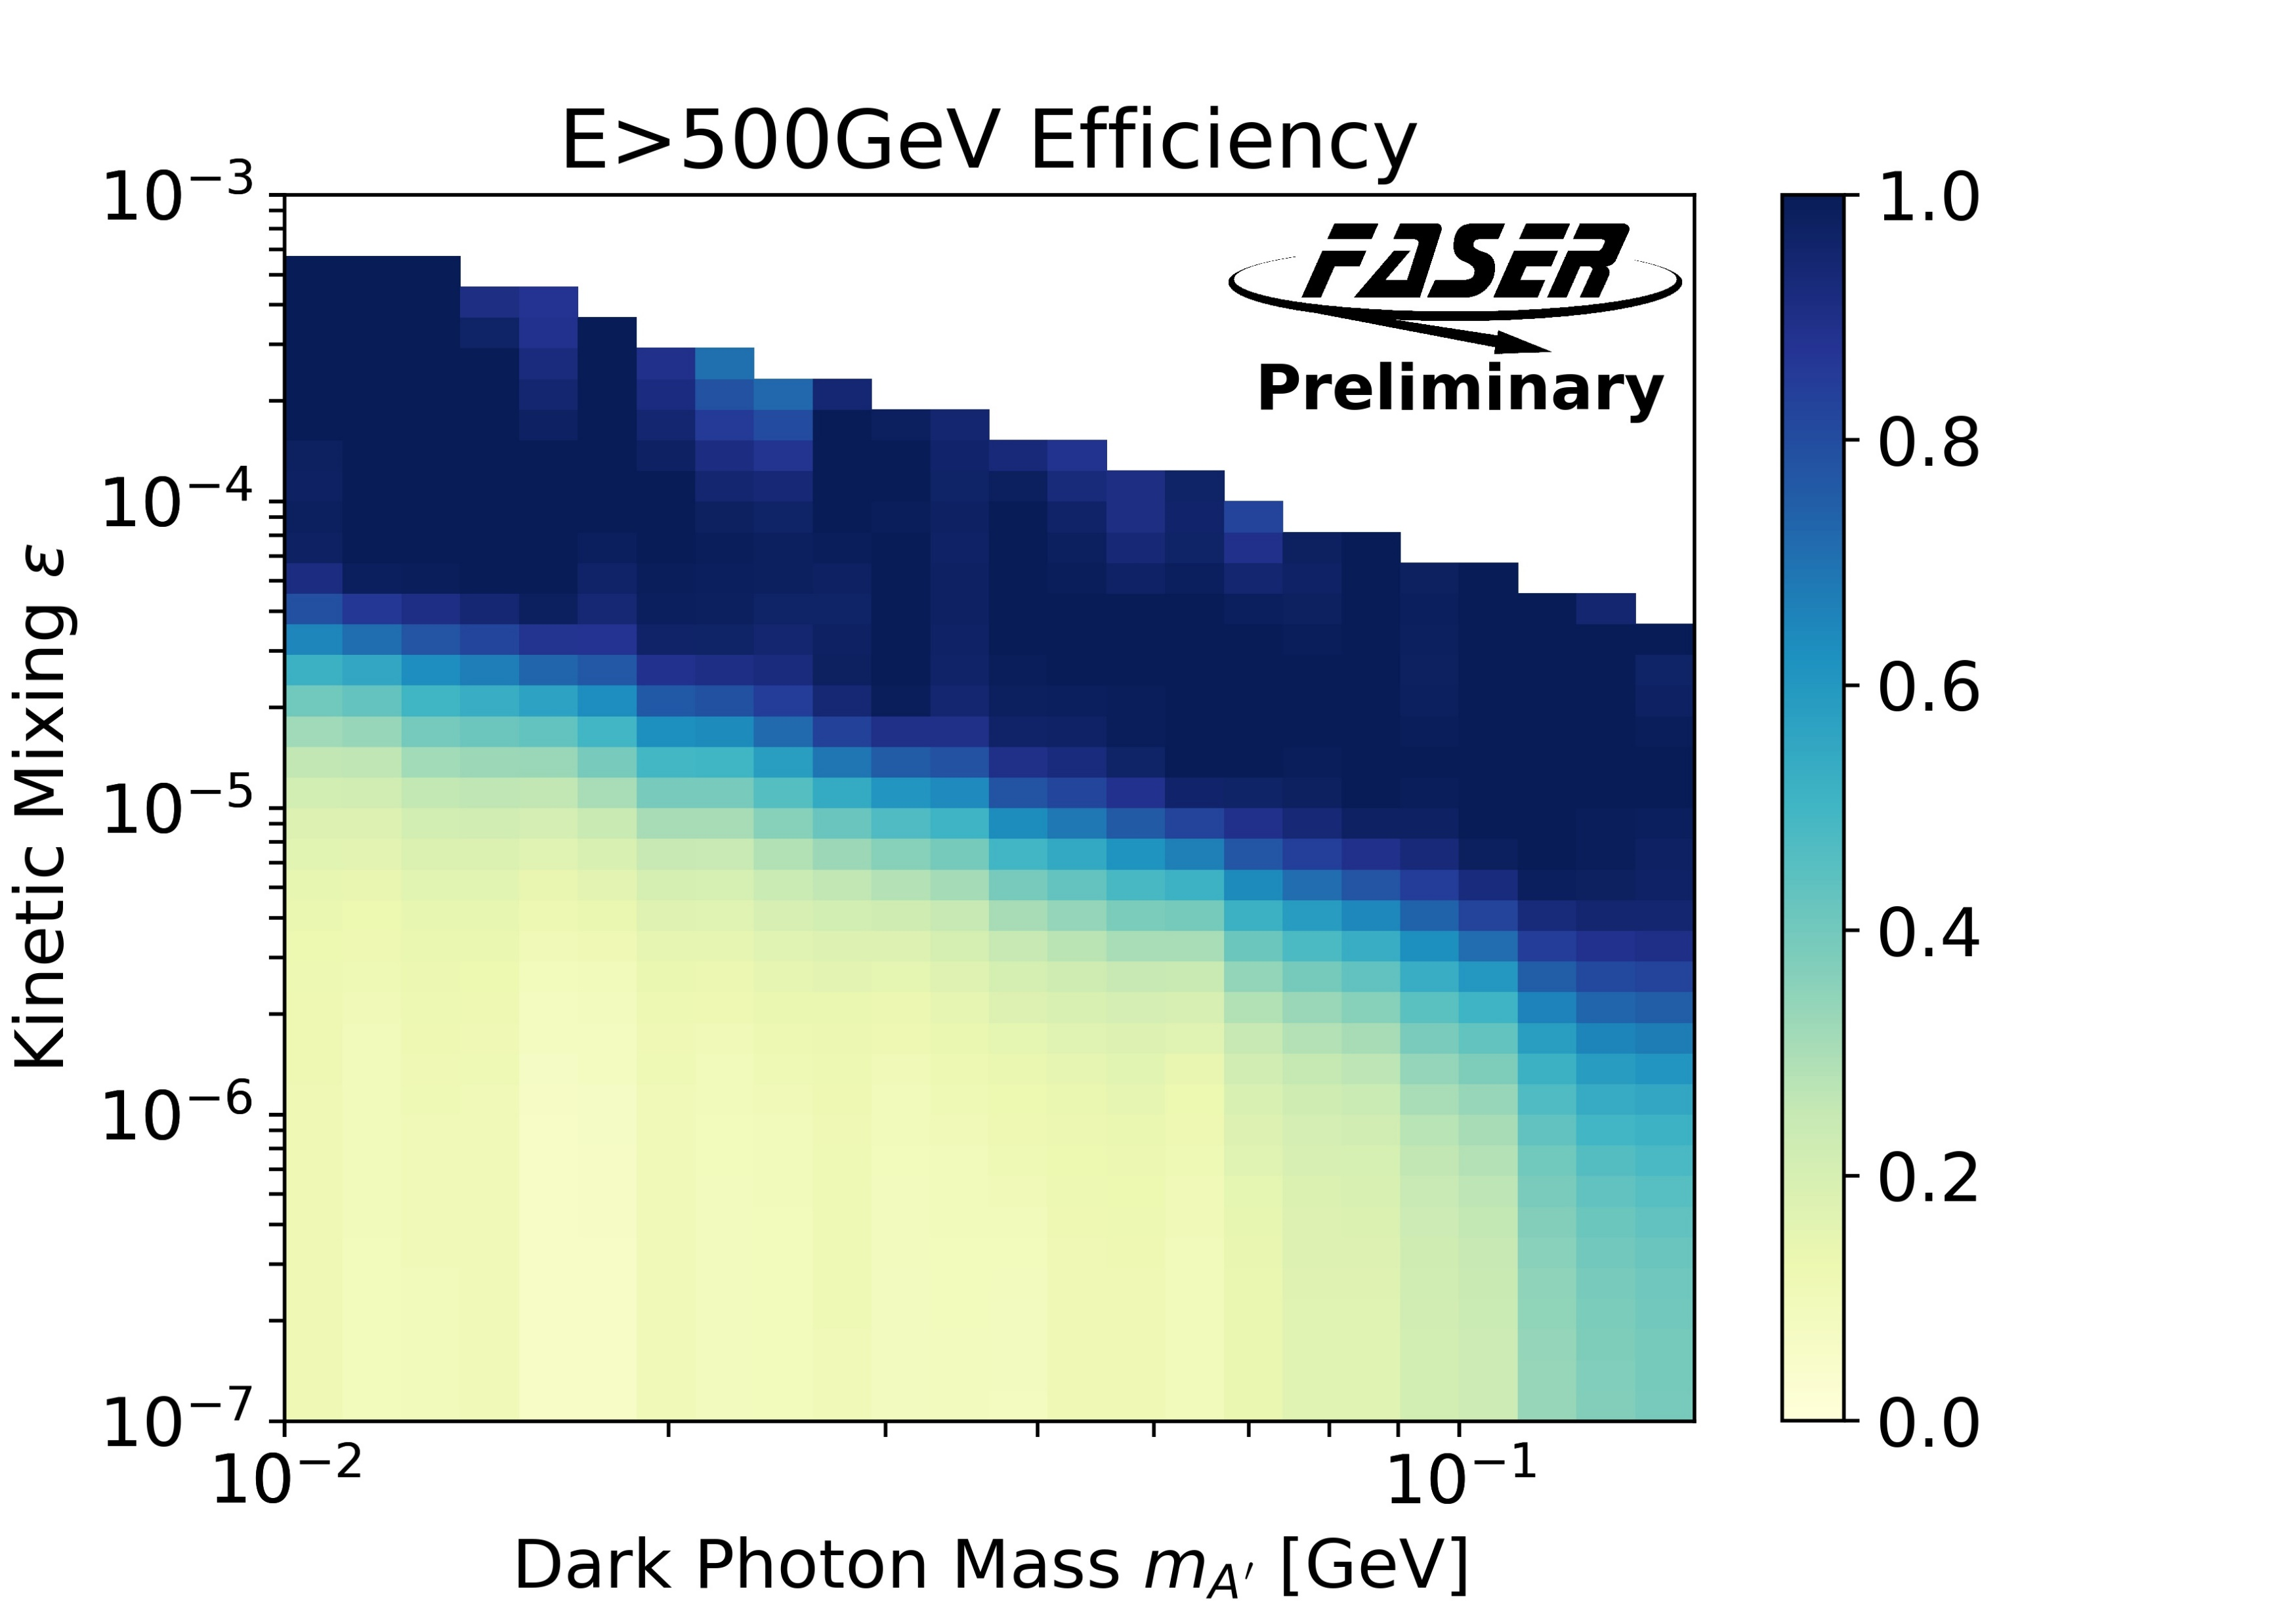 E>500GeV Efficiency
FASER
Preliminary
Kinetic Mixing ε
10⁻³
10⁻⁴
10⁻⁵
10⁻⁶
10⁻⁷
10⁻²
10⁻¹
Dark Photon Mass m_A′ [GeV]
1.0
0.8
0.6
0.4
0.2
0.0